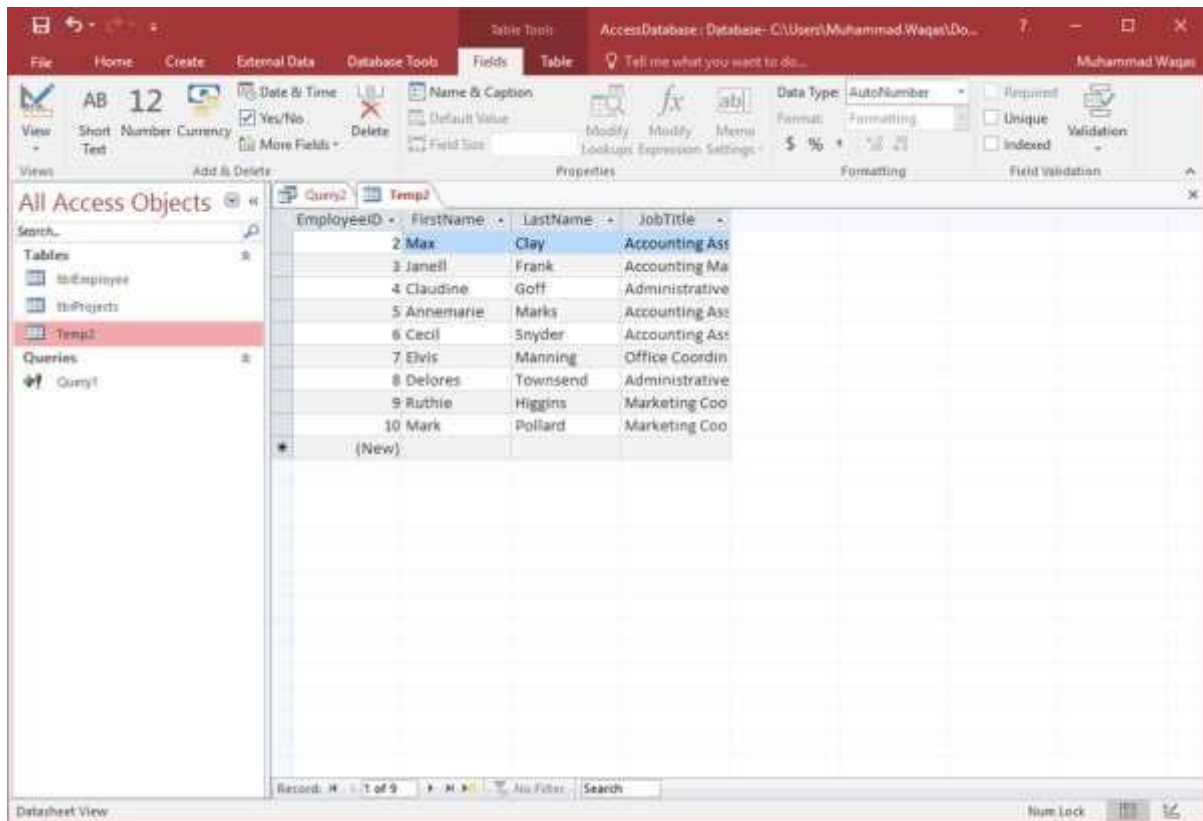 Table Tools AccessDatabase : Database- C:\Users\Muhammad Waqas\Do... ?
File Home Create External Data Database Tools Fields Table Tell me what you want to do... Muhammad Waqas
View
AB Short Text
12 Number
Currency
Date & Time
Yes/No
More Fields
Delete
Name & Caption
Default Value
Field Size
Modify Lookups
fx Modify Expression
ab Memo Settings
Data Type: AutoNumber
Format: Formatting
$ % ,
Required
Unique
Indexed
Validation
Views Add & Delete Properties Formatting Field Validation
All Access Objects
Search...
Tables
tblEmployee
tblProjects
Temp2
Queries
Query1
Query2 Temp2
EmployeeID FirstName LastName JobTitle
2 Max Clay Accounting Ass
3 Janell Frank Accounting Ma
4 Claudine Goff Administrative
5 Annemarie Marks Accounting Ass
6 Cecil Snyder Accounting Ass
7 Elvis Manning Office Coordin
8 Delores Townsend Administrative
9 Ruthie Higgins Marketing Coo
10 Mark Pollard Marketing Coo
(New)
Record: 1 of 9 No Filter Search
Datasheet View Num Lock